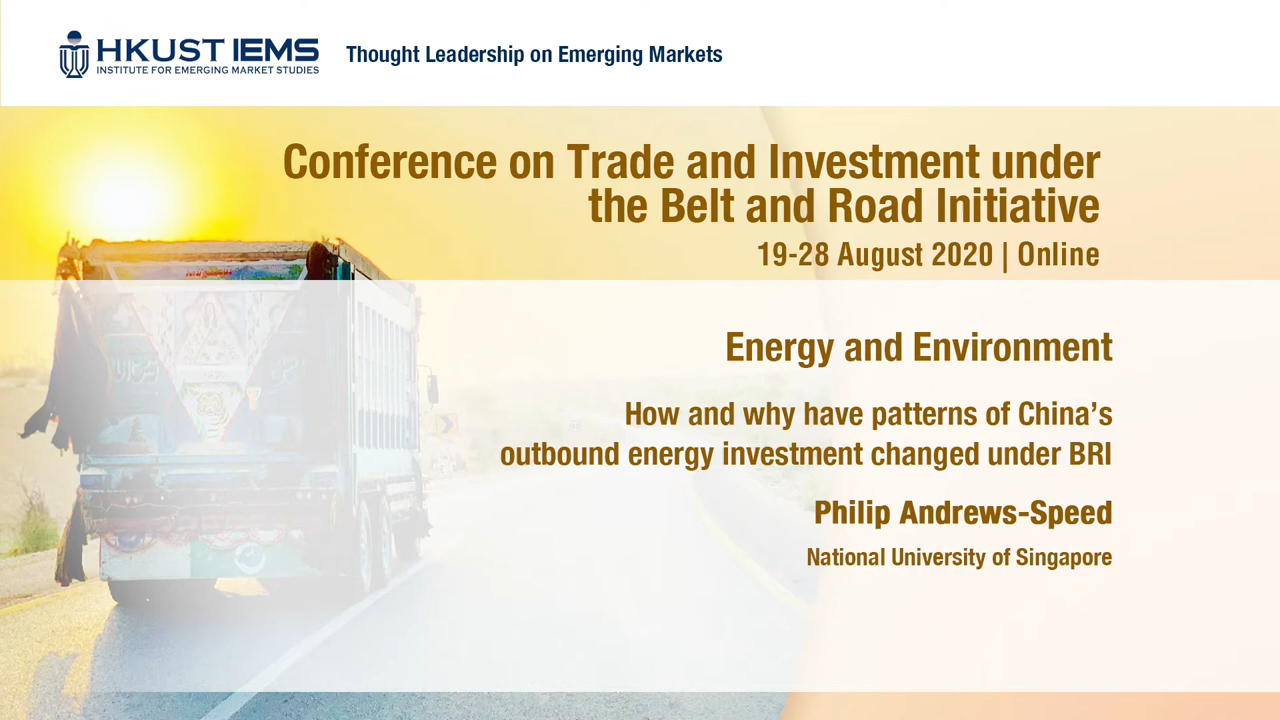 HKUST IEMS
INSTITUTE FOR EMERGING MARKET STUDIES
Thought Leadership on Emerging Markets
Conference on Trade and Investment under
the Belt and Road Initiative
19-28 August 2020 | Online
Energy and Environment
How and why have patterns of China’s
outbound energy investment changed under BRI
Philip Andrews-Speed
National University of Singapore